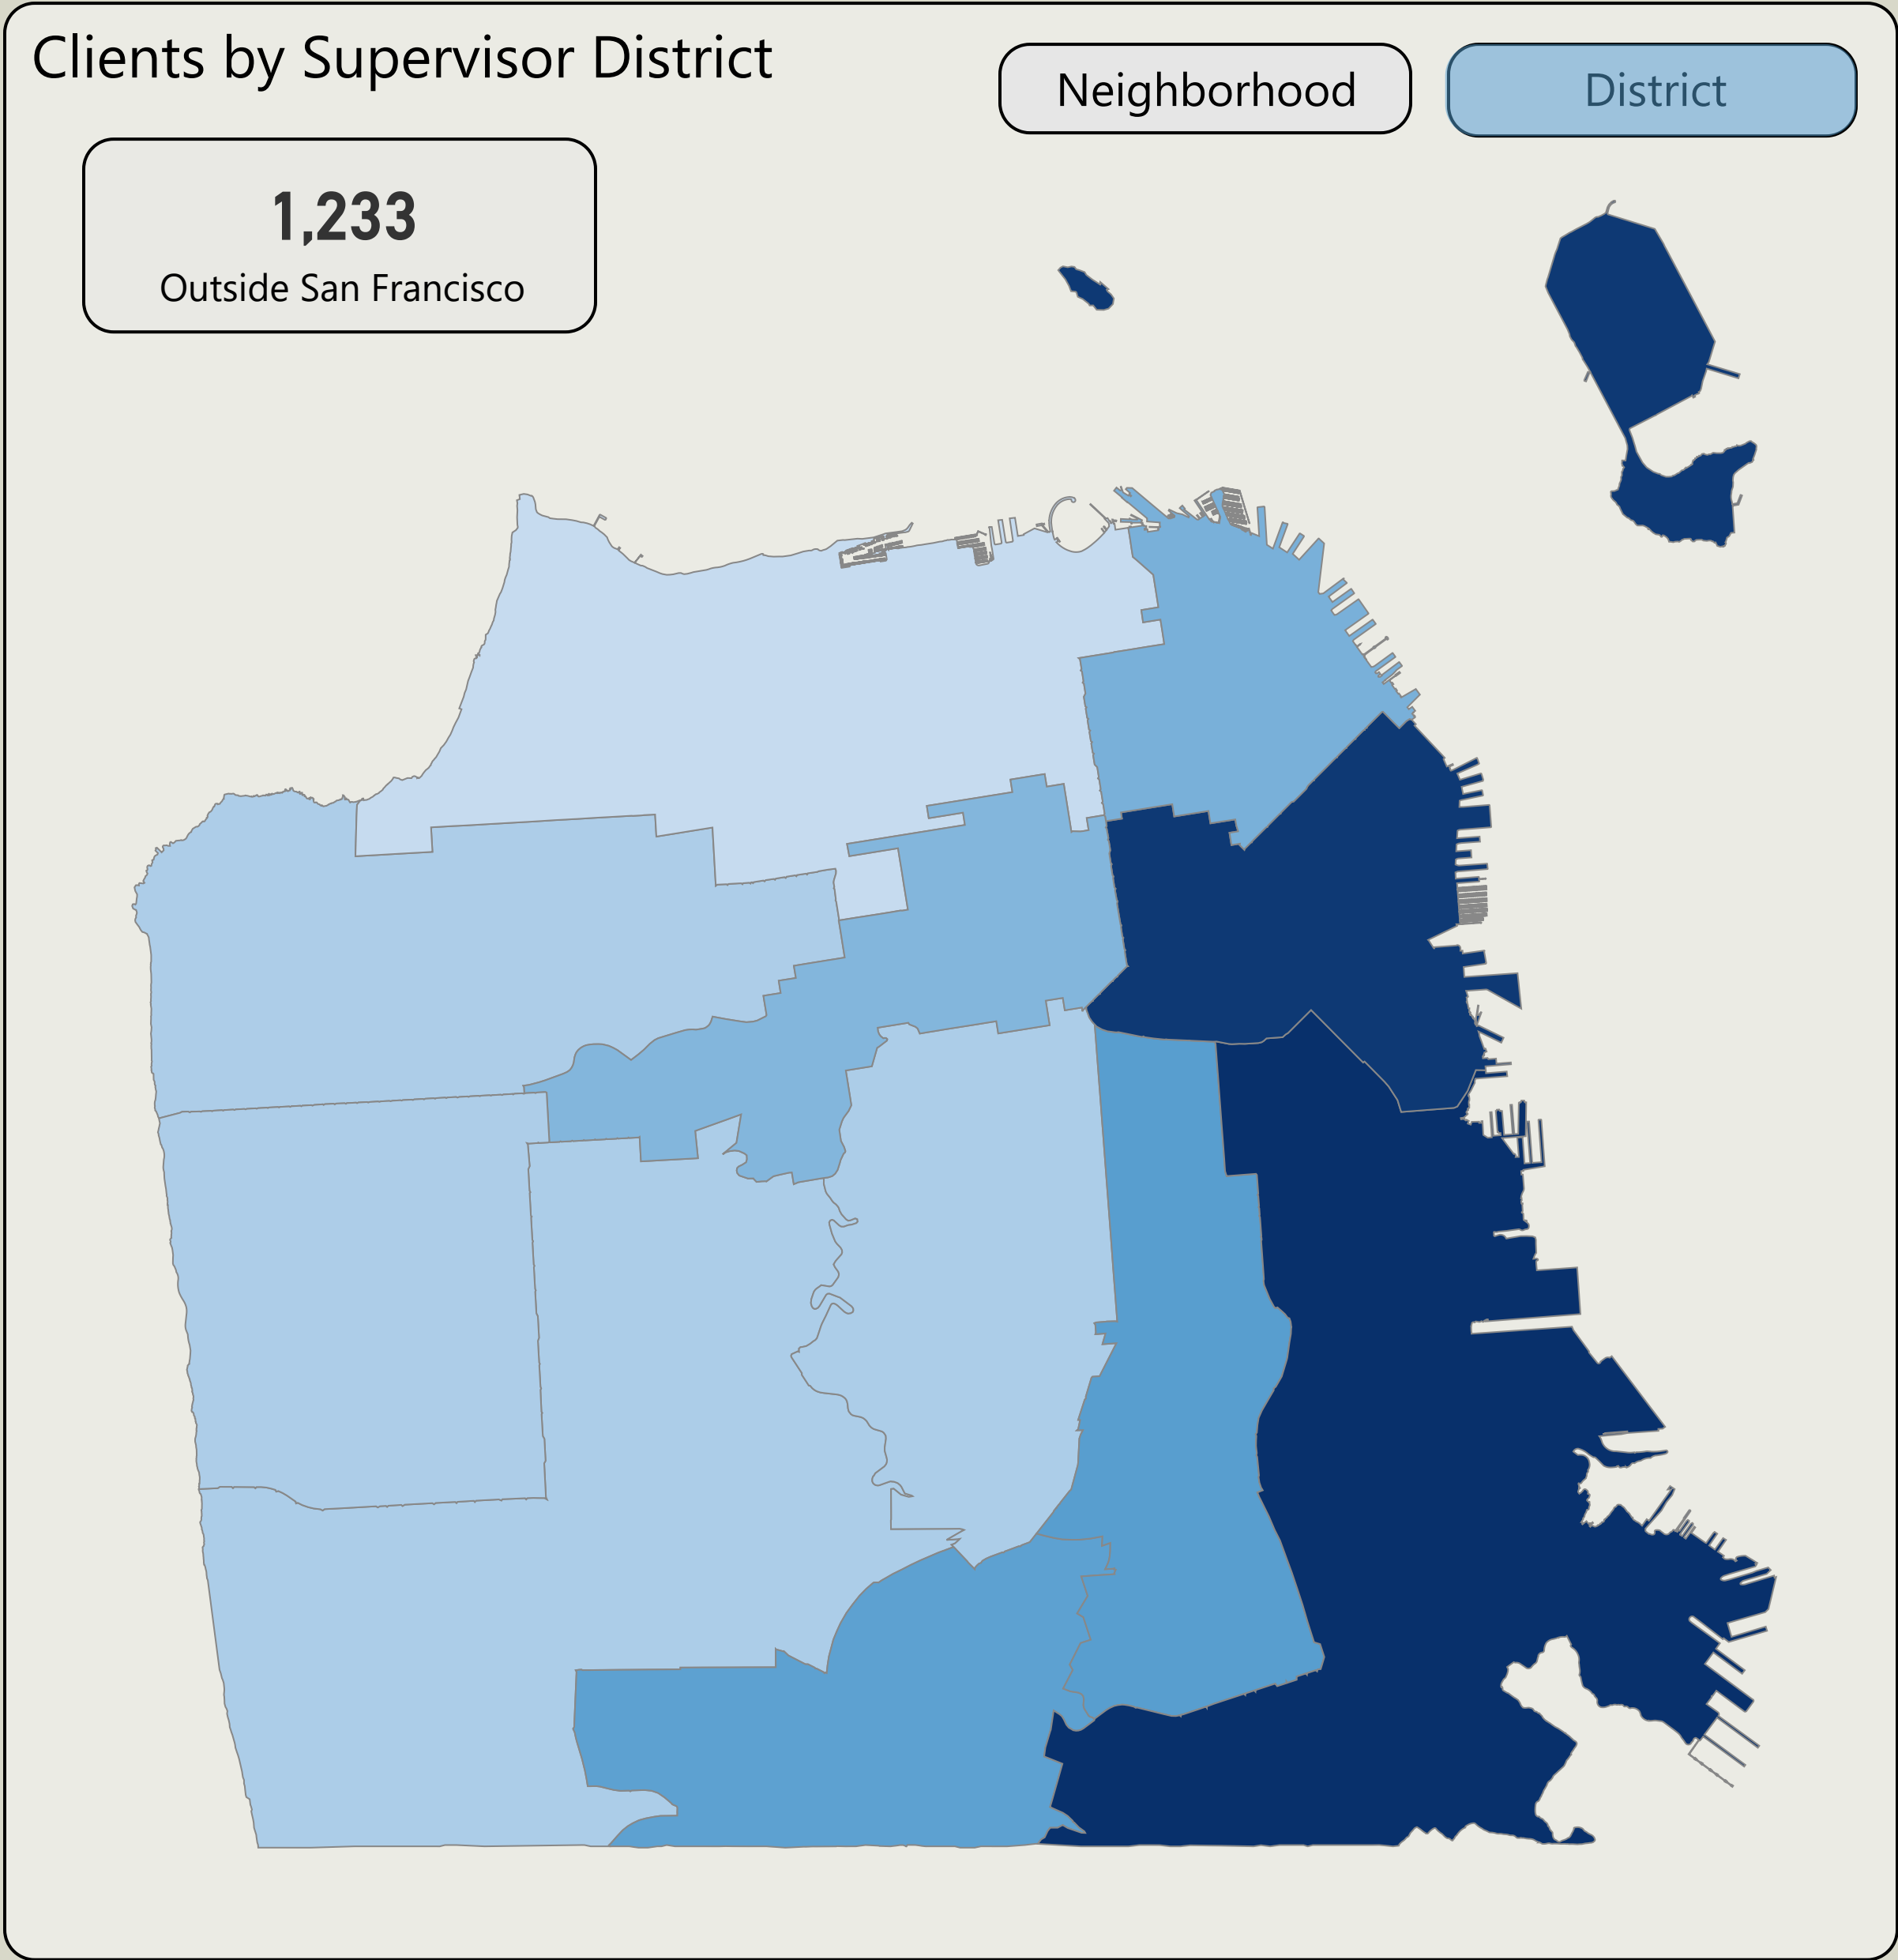 Clients by Supervisor District
Neighborhood
District
1,233
Outside San Francisco